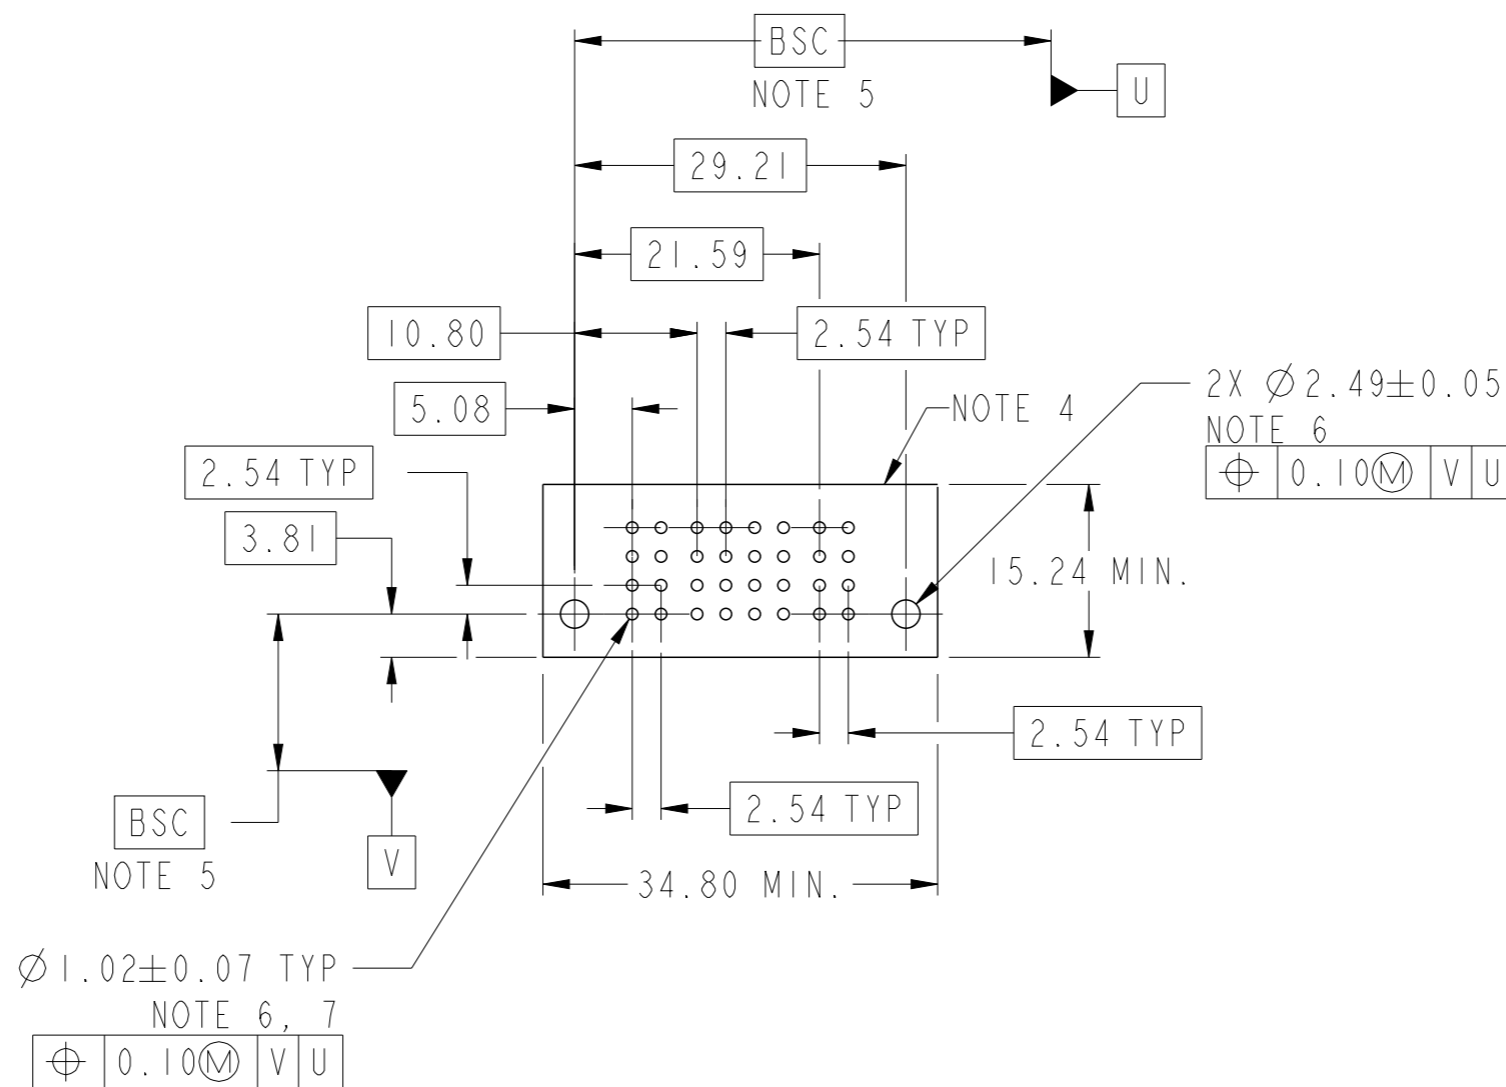 BSC
NOTE 5
U
29.21
21.59
10.80
2.54 TYP
5.08
NOTE 4
2X Ø2.49±0.05
NOTE 6
⌖ 0.10Ⓜ V U
2.54 TYP
3.81
15.24 MIN.
2.54 TYP
2.54 TYP
BSC
NOTE 5
V
34.80 MIN.
Ø1.02±0.07 TYP
NOTE 6, 7
⌖ 0.10Ⓜ V U